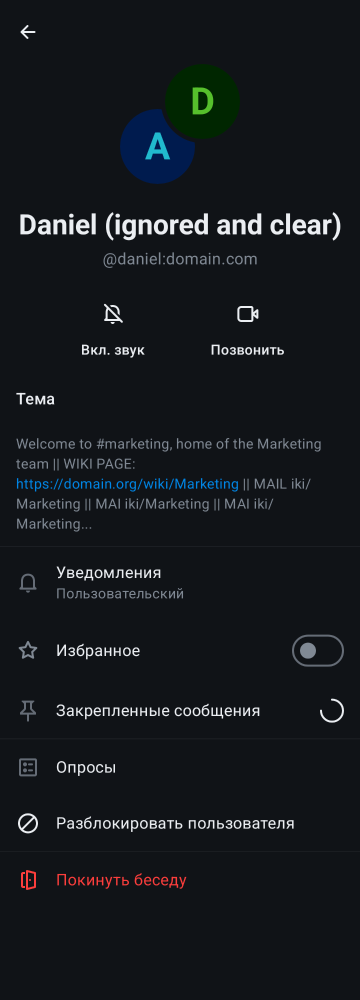 D
A
Daniel (ignored and clear)
@daniel:domain.com
Вкл. звук
Позвонить
Тема
Welcome to #marketing, home of the Marketing
team || WIKI PAGE:
https://domain.org/wiki/Marketing || MAIL iki/
Marketing || MAI iki/Marketing || MAI iki/
Marketing...
Уведомления
Пользовательский
Избранное
Закрепленные сообщения
Опросы
Разблокировать пользователя
Покинуть беседу